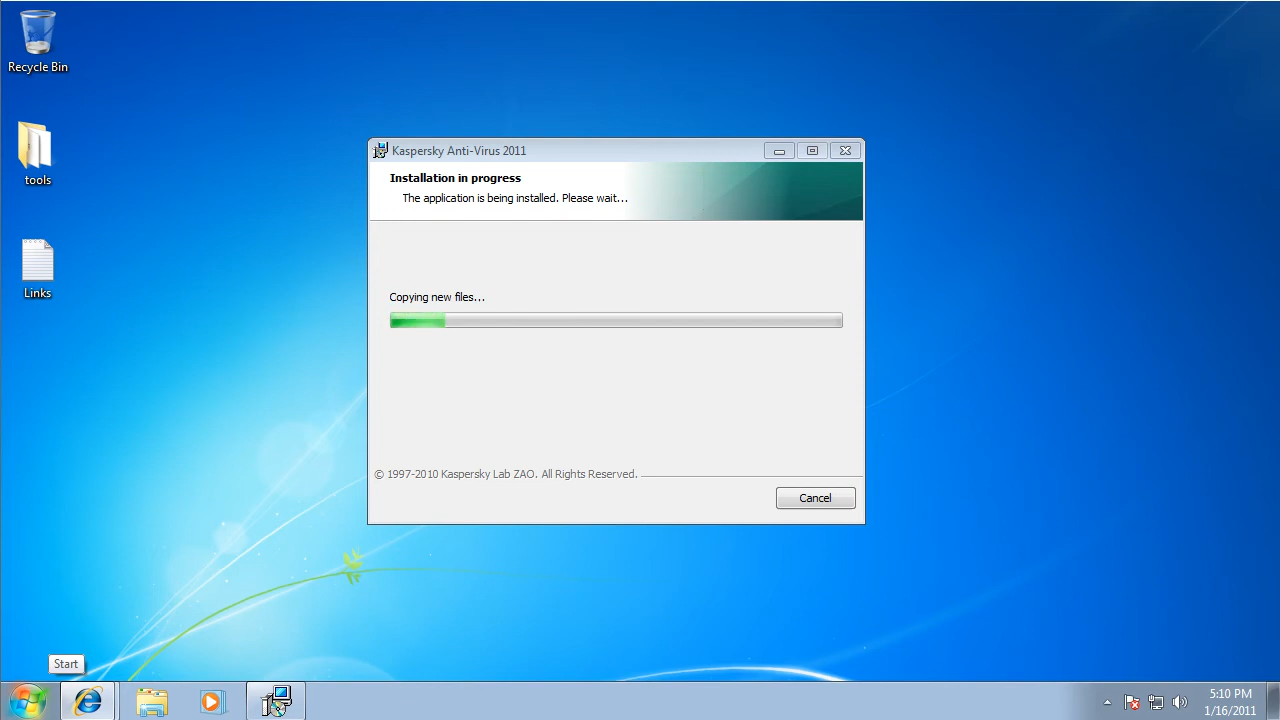 Recycle Bin
tools
Links
Kaspersky Anti-Virus 2011
Installation in progress
The application is being installed. Please wait...
Copying new files...
© 1997-2010 Kaspersky Lab ZAO. All Rights Reserved.
Cancel
Start
5:10 PM
1/16/2011